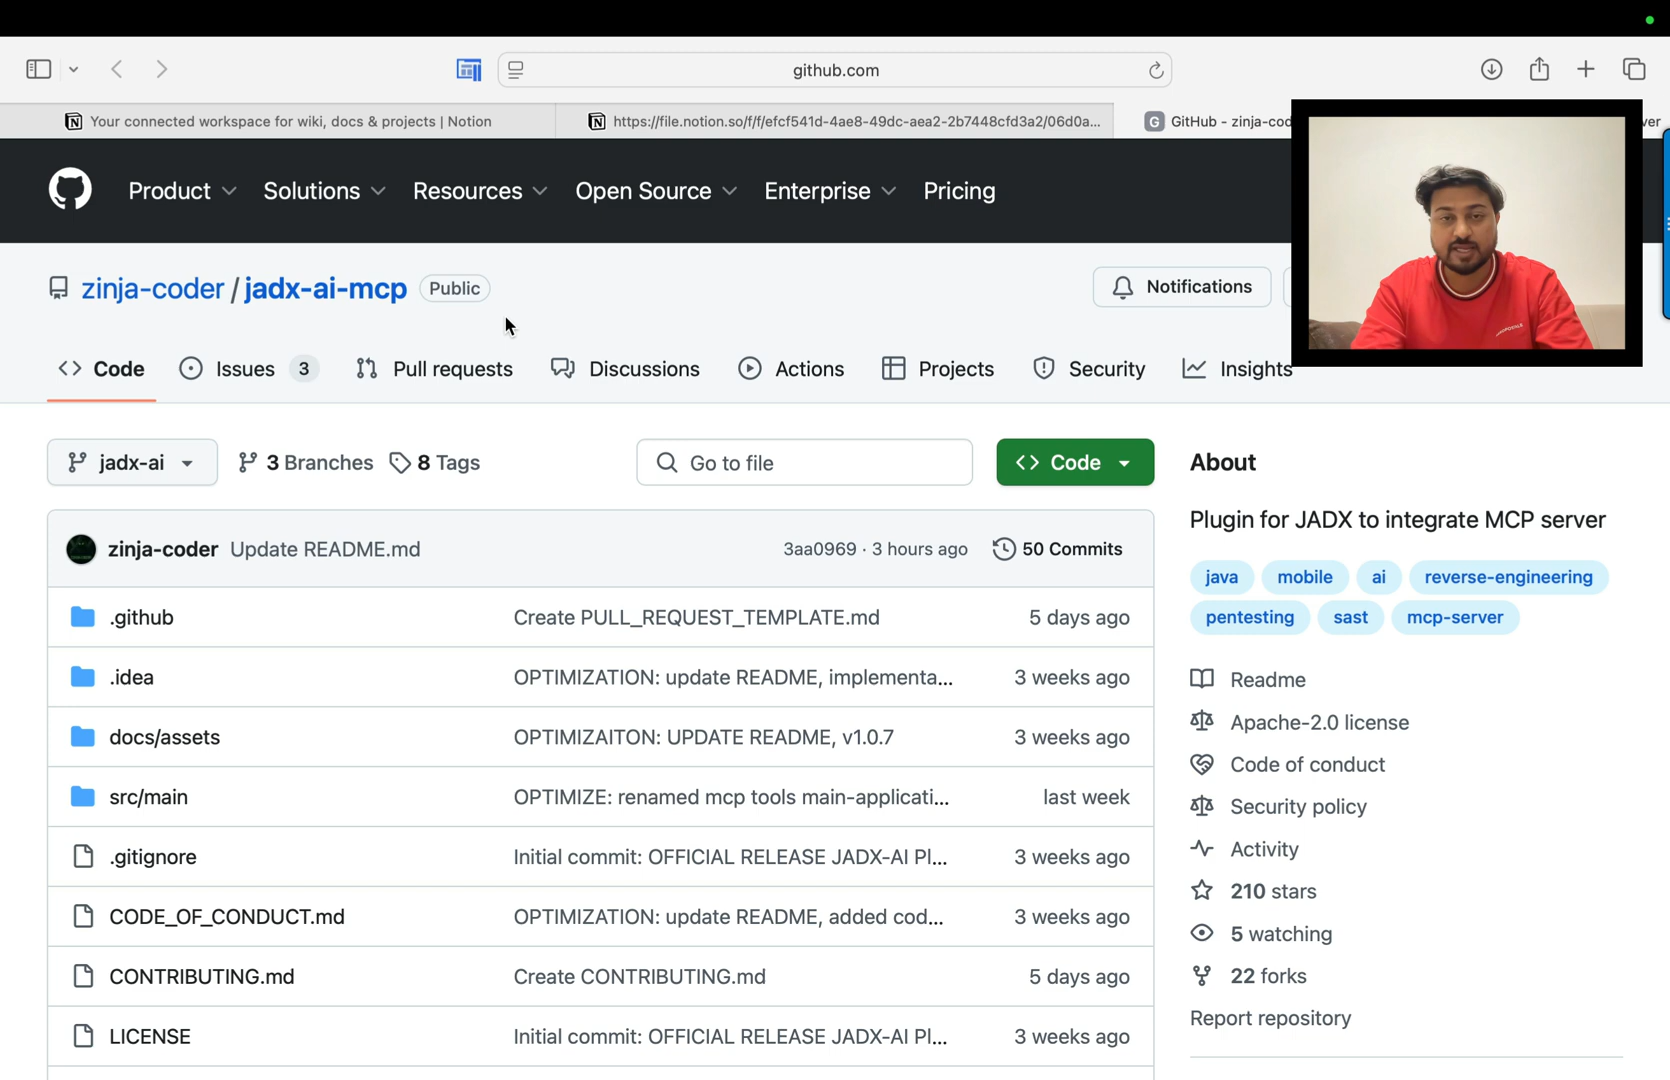 github.com
Your connected workspace for wiki, docs & projects | Notion
https://file.notion.so/f/f/efcf541d-4ae8-49dc-aea2-2b7448cfd3a2/06d0a...
GitHub - zinja-cod
ver
Product
Solutions
Resources
Open Source
Enterprise
Pricing
zinja-coder / jadx-ai-mcp Public
Notifications
Code
Issues 3
Pull requests
Discussions
Actions
Projects
Security
Insights
jadx-ai
3 Branches
8 Tags
Go to file
Code
zinja-coder Update README.md 3aa0969 · 3 hours ago 50 Commits
.github Create PULL_REQUEST_TEMPLATE.md 5 days ago
.idea OPTIMIZATION: update README, implementa... 3 weeks ago
docs/assets OPTIMIZAITON: UPDATE README, v1.0.7 3 weeks ago
src/main OPTIMIZE: renamed mcp tools main-applicati... last week
.gitignore Initial commit: OFFICIAL RELEASE JADX-AI Pl... 3 weeks ago
CODE_OF_CONDUCT.md OPTIMIZATION: update README, added cod... 3 weeks ago
CONTRIBUTING.md Create CONTRIBUTING.md 5 days ago
LICENSE Initial commit: OFFICIAL RELEASE JADX-AI Pl... 3 weeks ago
About
Plugin for JADX to integrate MCP server
java mobile ai reverse-engineering
pentesting sast mcp-server
Readme
Apache-2.0 license
Code of conduct
Security policy
Activity
210 stars
5 watching
22 forks
Report repository